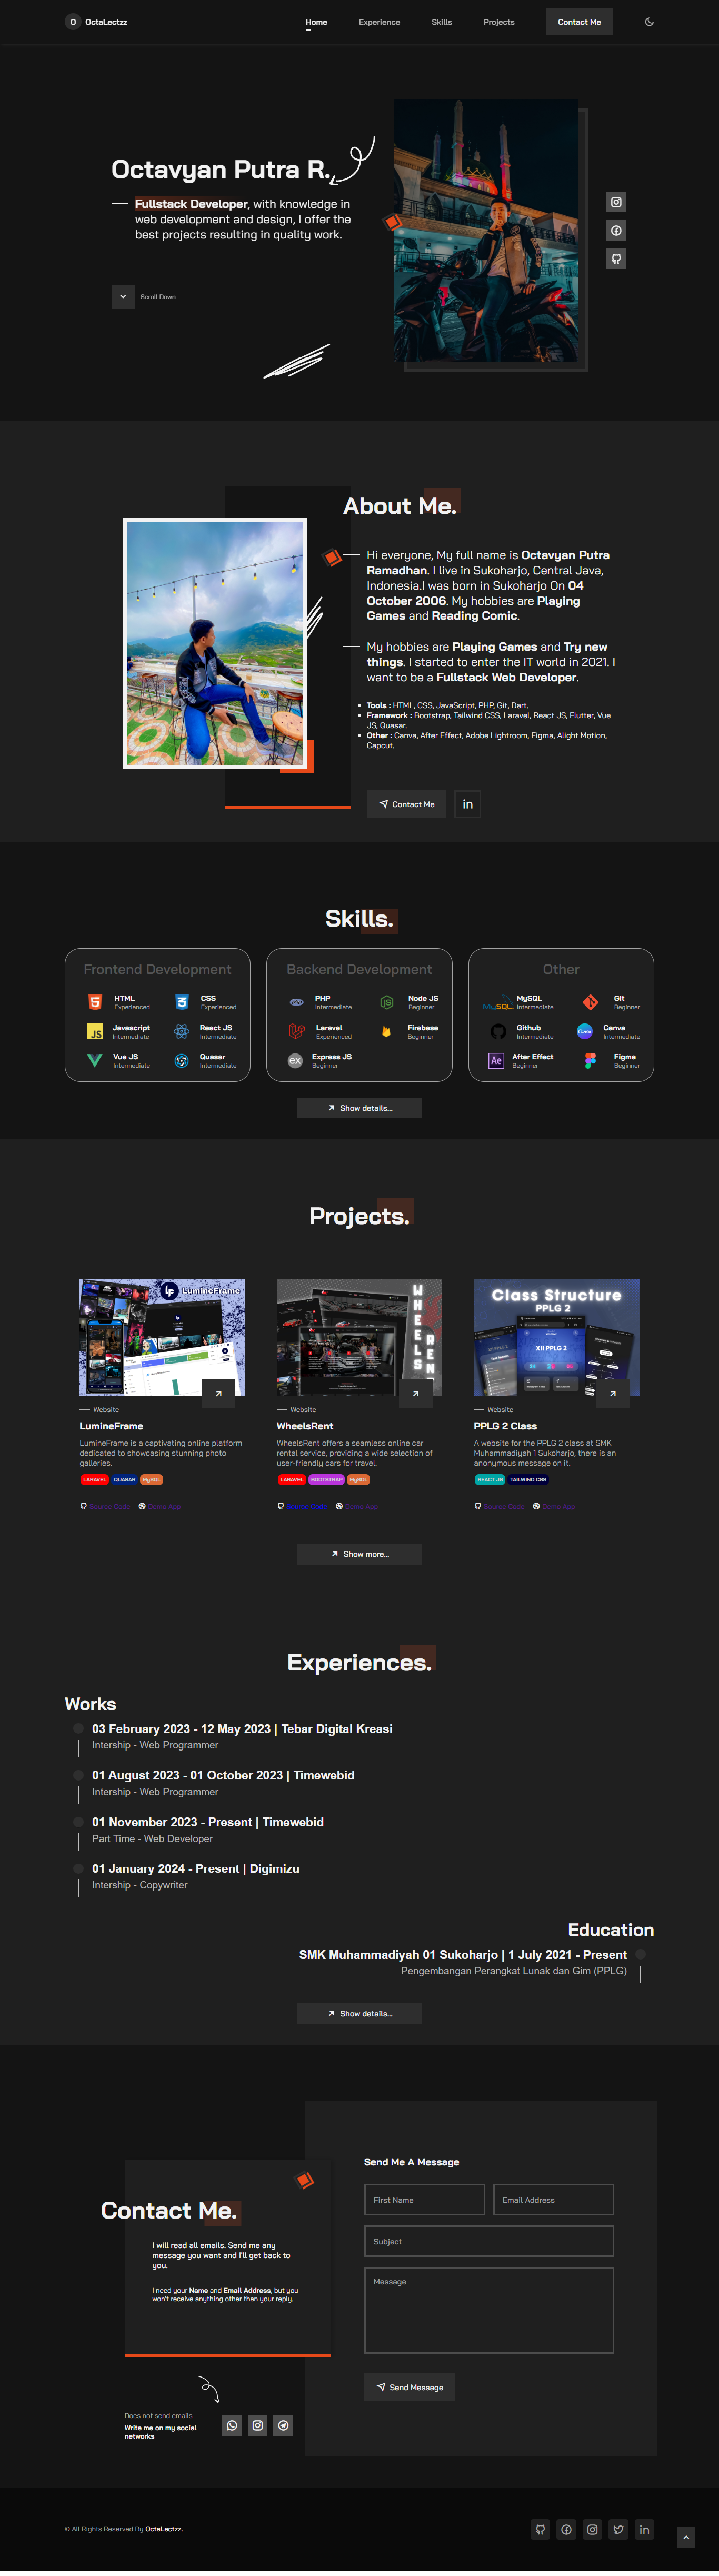 O OctaLectzz
Home Experience Skills Projects Contact Me
Octavyan Putra R.
Fullstack Developer, with knowledge in
web development and design, I offer the
best projects resulting in quality work.
Scroll Down
About Me.
Hi everyone, My full name is Octavyan Putra
Ramadhan. I live in Sukoharjo, Central Java,
Indonesia.I was born in Sukoharjo On 04
October 2006. My hobbies are Playing
Games and Reading Comic.
My hobbies are Playing Games and Try new
things. I started to enter the IT world in 2021. I
want to be a Fullstack Web Developer.
Tools : HTML, CSS, JavaScript, PHP, Git, Dart.
Framework : Bootstrap, Tailwind CSS, Laravel, React JS, Flutter, Vue
JS, Quasar.
Other : Canva, After Effect, Adobe Lightroom, Figma, Alight Motion,
Capcut.
Contact Me
in
Skills.
Frontend Development
HTML
Experienced
CSS
Experienced
JS
Javascript
Intermediate
React JS
Intermediate
Vue JS
Intermediate
Quasar
Intermediate
Backend Development
php
PHP
Intermediate
Node JS
Beginner
Laravel
Experienced
Firebase
Beginner
ex
Express JS
Beginner
Other
MySQL
MySQL
Intermediate
Git
Beginner
Github
Intermediate
Canva
Canva
Intermediate
Ae
After Effect
Beginner
Figma
Beginner
Show details...
Projects.
LF LumineFrame
Website
LumineFrame
LumineFrame is a captivating online platform
dedicated to showcasing stunning photo
galleries.
LARAVEL QUASAR MySQL
Source Code Demo App
WHEELS
RENT
Website
WheelsRent
WheelsRent offers a seamless online car
rental service, providing a wide selection of
user-friendly cars for travel.
LARAVEL BOOTSTRAP MySQL
Source Code Demo App
Class Structure
PPLG 2
XII PPLG 2
Website
PPLG 2 Class
A website for the PPLG 2 class at SMK
Muhammadiyah 1 Sukoharjo, there is an
anonymous message on it.
REACT JS TAILWIND CSS
Source Code Demo App
Show more...
Experiences.
Works
03 February 2023 - 12 May 2023 | Tebar Digital Kreasi
Intership - Web Programmer
01 August 2023 - 01 October 2023 | Timewebid
Intership - Web Programmer
01 November 2023 - Present | Timewebid
Part Time - Web Developer
01 January 2024 - Present | Digimizu
Intership - Copywriter
Education
SMK Muhammadiyah 01 Sukoharjo | 1 July 2021 - Present
Pengembangan Perangkat Lunak dan Gim (PPLG)
Show details...
Contact Me.
I will read all emails. Send me any
message you want and I'll get back to
you.
I need your Name and Email Address, but you
won't receive anything other than your reply.
Does not send emails
Write me on my social
networks
Send Me A Message
First Name
Email Address
Subject
Message
Send Message
© All Rights Reserved By OctaLectzz.
in